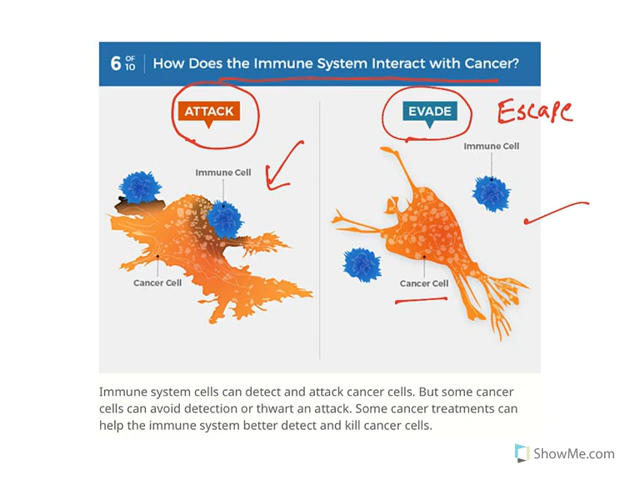 6 OF 10 How Does the Immune System Interact with Cancer?
ATTACK
EVADE
Escape
Immune Cell
Immune Cell
Cancer Cell
Cancer Cell
Immune system cells can detect and attack cancer cells. But some cancer
cells can avoid detection or thwart an attack. Some cancer treatments can
help the immune system better detect and kill cancer cells.
ShowMe.com